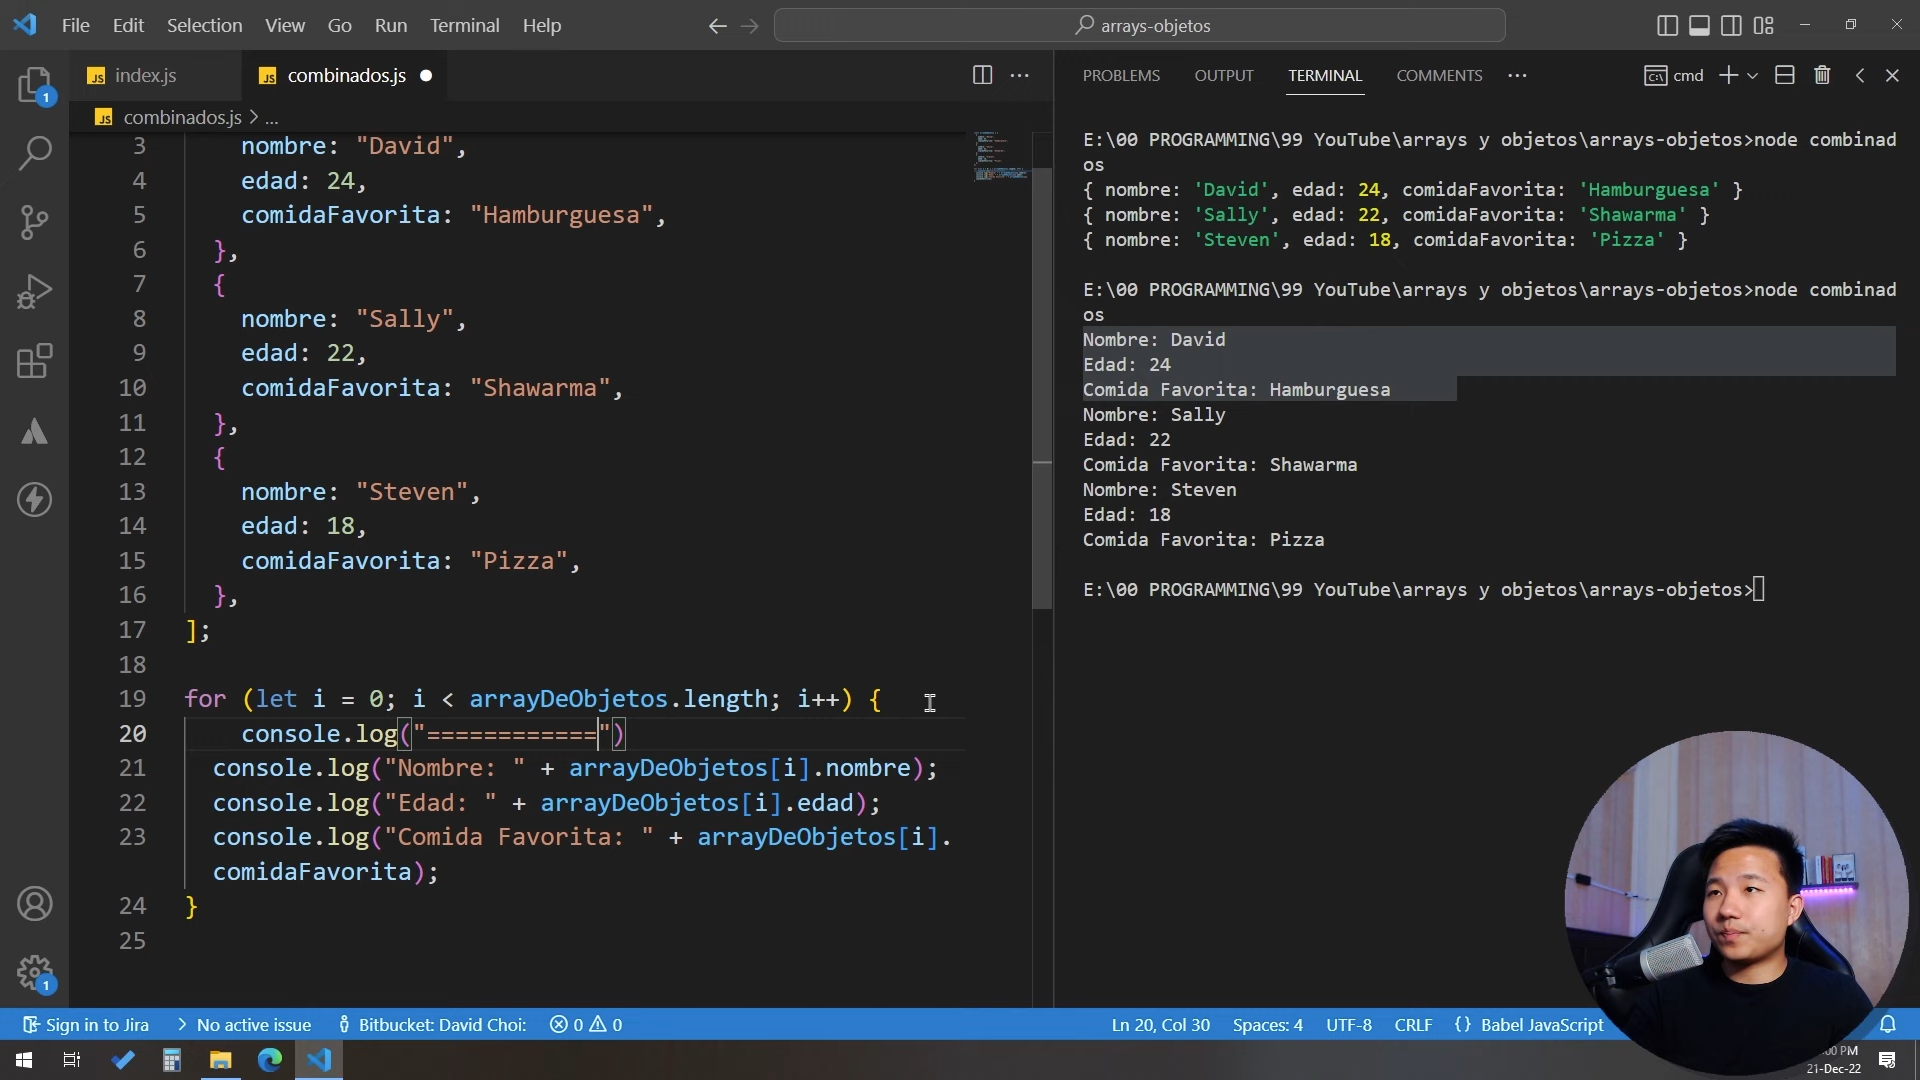 File Edit Selection View Go Run Terminal Help
arrays-objetos
JS index.js
JS combinados.js
JS combinados.js > ...
3 nombre: "David",
4 edad: 24,
5 comidaFavorita: "Hamburguesa",
6 },
7 {
8 nombre: "Sally",
9 edad: 22,
10 comidaFavorita: "Shawarma",
11 },
12 {
13 nombre: "Steven",
14 edad: 18,
15 comidaFavorita: "Pizza",
16 },
17 ];
18
19 for (let i = 0; i < arrayDeObjetos.length; i++) {
20 console.log("============")
21 console.log("Nombre: " + arrayDeObjetos[i].nombre);
22 console.log("Edad: " + arrayDeObjetos[i].edad);
23 console.log("Comida Favorita: " + arrayDeObjetos[i].
comidaFavorita);
24 }
25
PROBLEMS OUTPUT TERMINAL COMMENTS ... cmd
E:\00 PROGRAMMING\99 YouTube\arrays y objetos\arrays-objetos>node combinad
os
{ nombre: 'David', edad: 24, comidaFavorita: 'Hamburguesa' }
{ nombre: 'Sally', edad: 22, comidaFavorita: 'Shawarma' }
{ nombre: 'Steven', edad: 18, comidaFavorita: 'Pizza' }
E:\00 PROGRAMMING\99 YouTube\arrays y objetos\arrays-objetos>node combinad
os
Nombre: David
Edad: 24
Comida Favorita: Hamburguesa
Nombre: Sally
Edad: 22
Comida Favorita: Shawarma
Nombre: Steven
Edad: 18
Comida Favorita: Pizza
E:\00 PROGRAMMING\99 YouTube\arrays y objetos\arrays-objetos>
1
1
Sign in to Jira > No active issue Bitbucket: David Choi: 0 0 Ln 20, Col 30 Spaces: 4 UTF-8 CRLF {} Babel JavaScript
PM
21-Dec-22